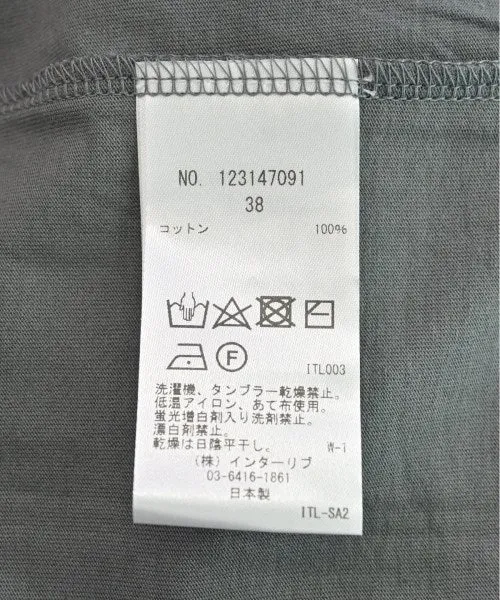 NO. 123147091
38
コットン 100%
F
ITL003
洗濯機、タンブラー乾燥禁止。
低温アイロン、あて布使用。
蛍光増白剤入り洗剤禁止。
漂白剤禁止。
乾燥は日陰平干し。 W-1
(株) インターリブ
03-6416-1861
日本製
ITL-SA2